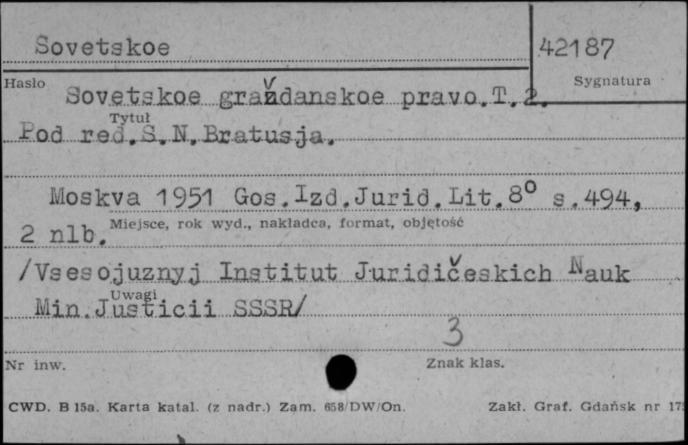 Sovetskoe 42187
Hasło Sygnatura
Sovetskoe graždanskoe pravo.T.2.
Tytuł
Pod red.S.N.Bratusja.
Moskva 1951 Gos.Izd.Jurid.Lit.8° s.494,
Miejsce, rok wyd., nakładca, format, objętość
2 nlb.
/Vsesojuznyj Institut Juridičeskich Nauk
Uwagi
Min.Justicii SSSR/
3
Nr inw. Znak klas.
CWD. B 15a. Karta katal. (z nadr.) Zam. 658/DW/On. Zakł. Graf. Gdańsk nr